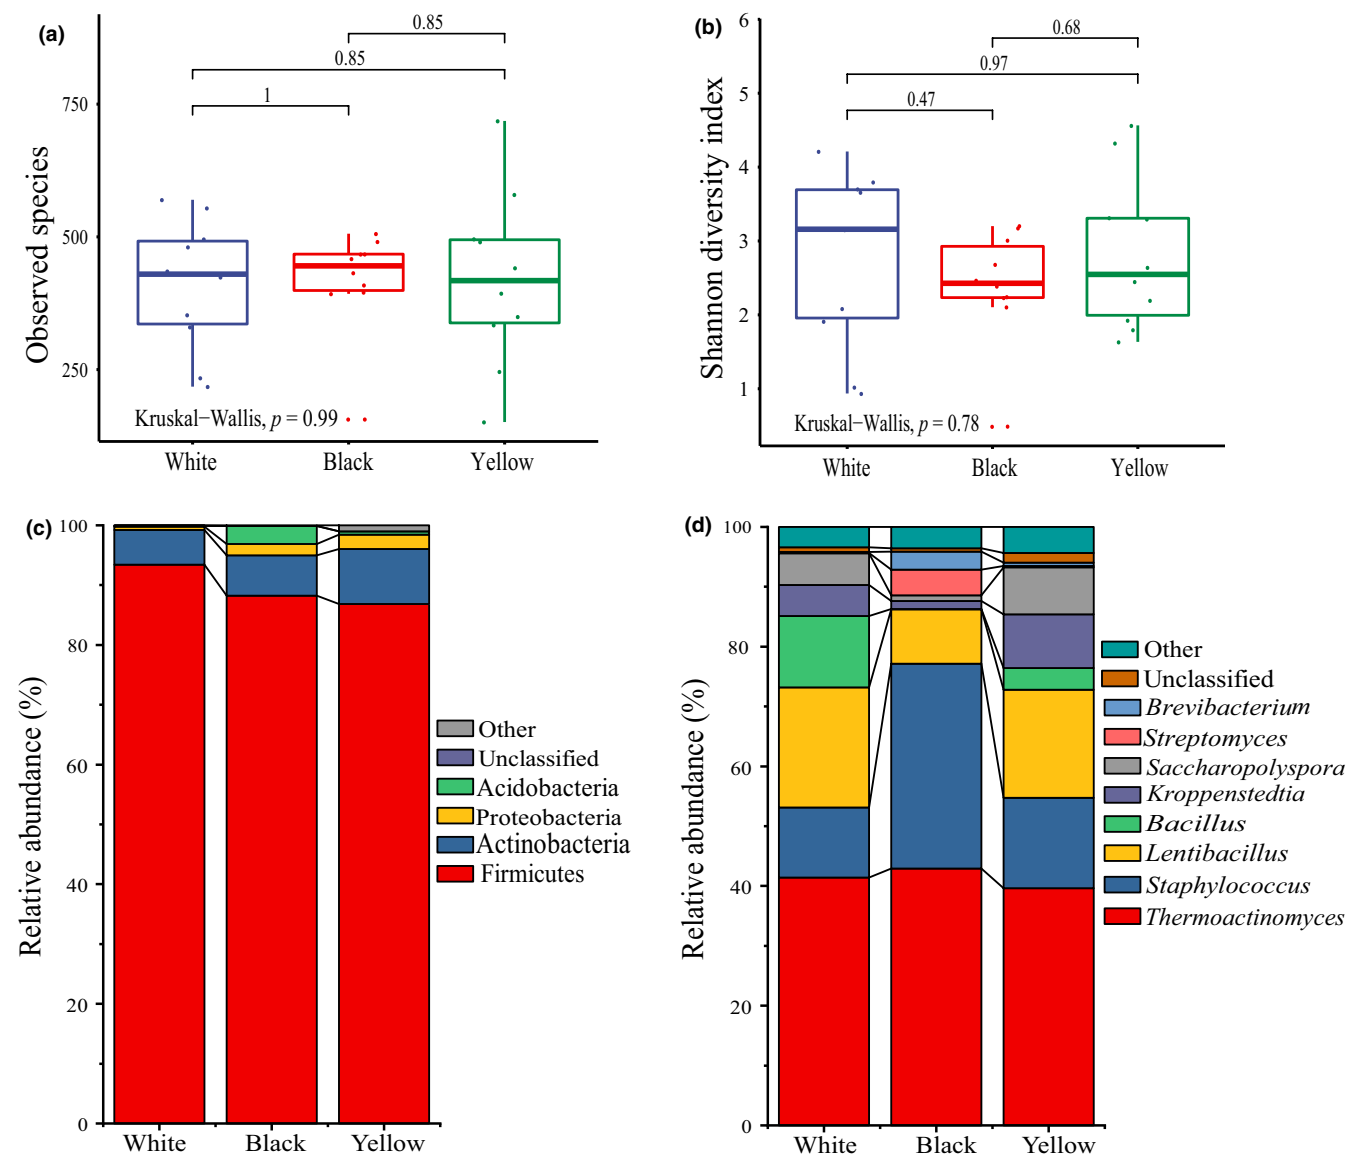 (a)
Observed species
750
500
250
0.85
0.85
1
Kruskal−Wallis, p = 0.99
White Black Yellow
(b)
Shannon diversity index
6
5
4
3
2
1
0.68
0.97
0.47
Kruskal−Wallis, p = 0.78
White Black Yellow
(c)
Relative abundance (%)
100
80
60
40
20
0
White Black Yellow
Other
Unclassified
Acidobacteria
Proteobacteria
Actinobacteria
Firmicutes
(d)
Relative abundance (%)
100
80
60
40
20
0
White Black Yellow
Other
Unclassified
Brevibacterium
Streptomyces
Saccharopolyspora
Kroppenstedtia
Bacillus
Lentibacillus
Staphylococcus
Thermoactinomyces